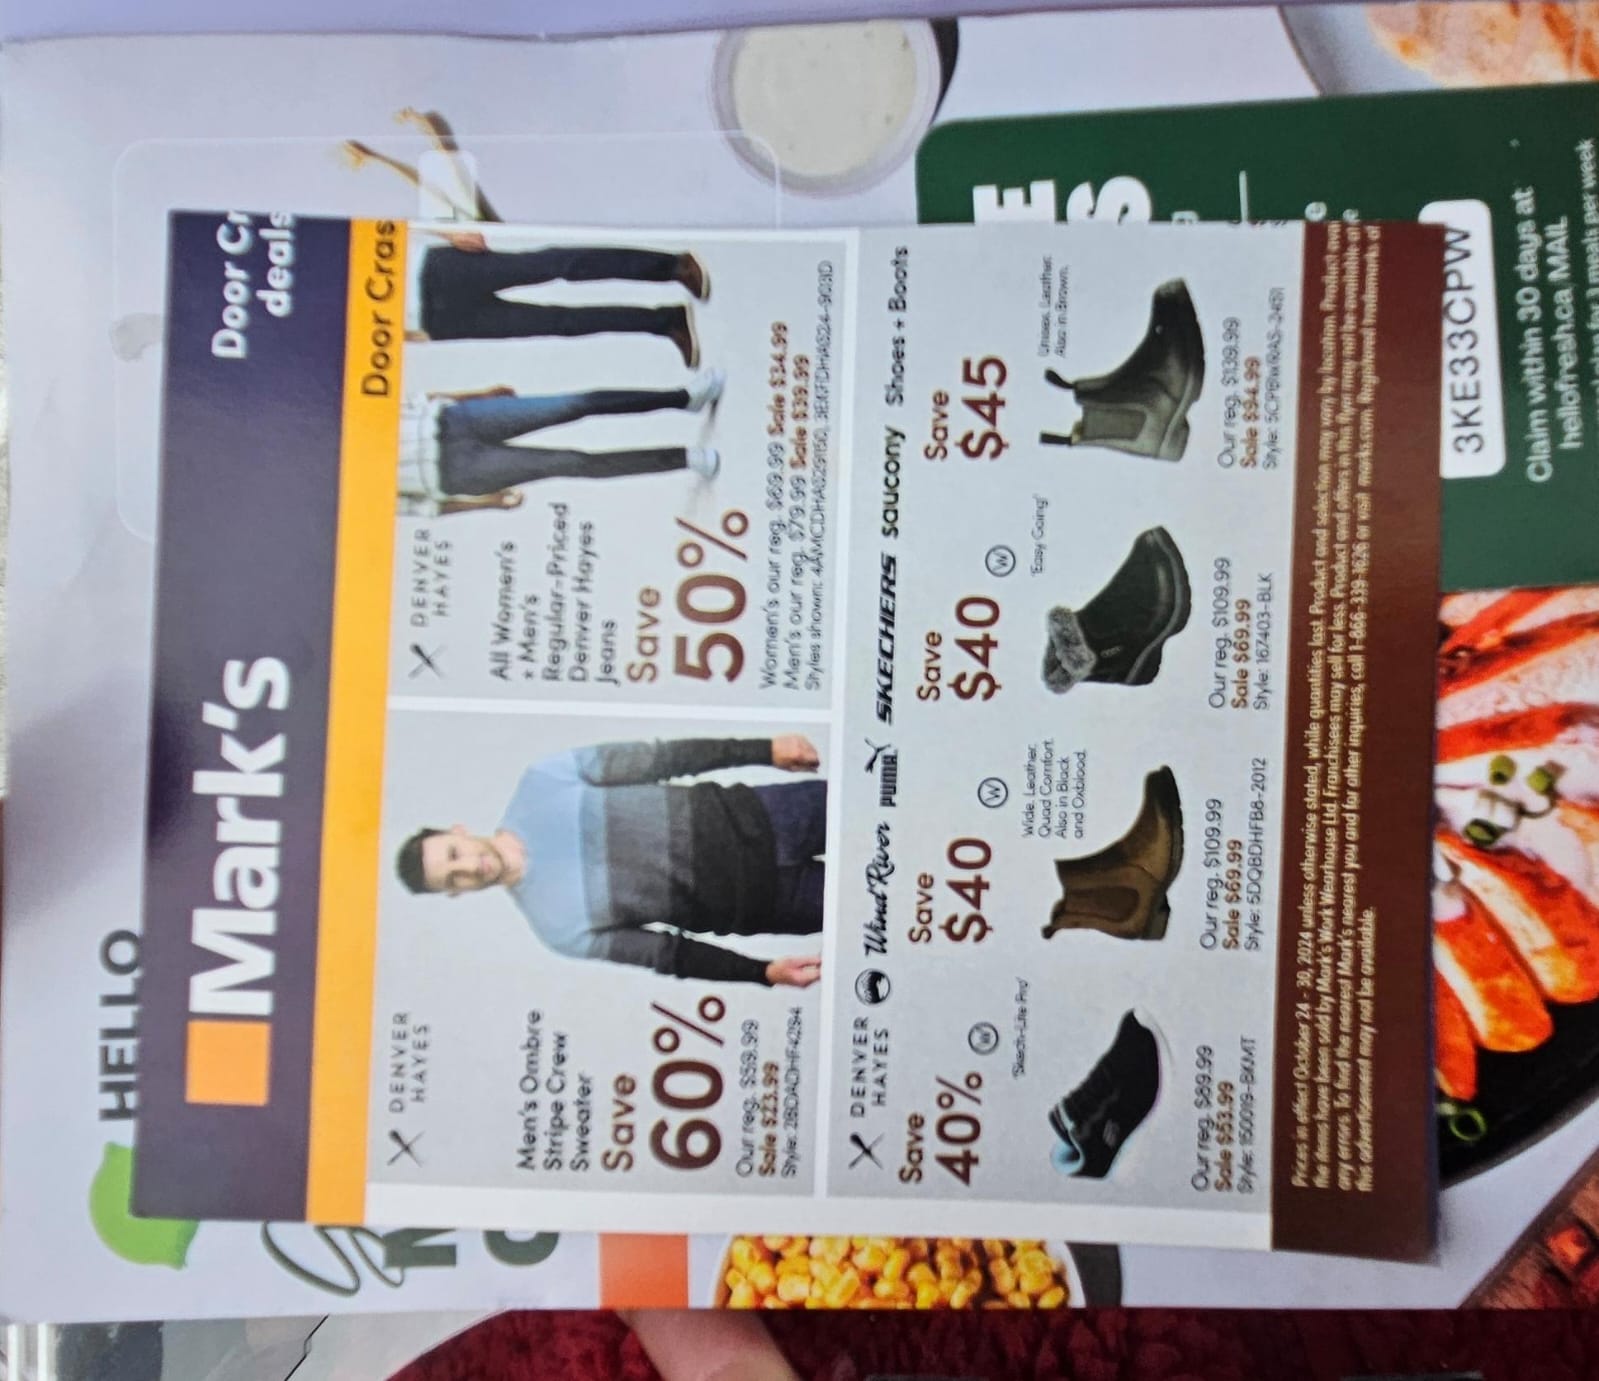 HELLO
Mark's
Door Cr
deals
Door Cras
DENVER
HAYES
Men's Ombre
Stripe Crew
Sweater
Save
60%
Our reg. $59.99
Sale $23.99
Style: 2BDADHF4294
DENVER
HAYES
All Women's
+ Men's
Regular-Priced
Denver Hayes
Jeans
Save
50%
Women's our reg. $69.99 Sale $34.99
Men's our reg. $79.99 Sale $39.99
Styles shown:
DENVER
HAYES
WindRiver PUMA SKECHERS saucony Shoes + Boots
Save
40%
W
'Skech-Lite Pro'
Our reg. $89.99
Sale $53.99
Style: 150019-BKMT
Save
$40
W
Wide. Leather.
Quad Comfort.
Also in Black
and Oxblood.
Our reg. $109.99
Sale $69.99
Style: 5DQBDHFB8-2012
Save
$40
W
'Easy Going'
Our reg. $109.99
Sale $69.99
Style: 167403-BLK
Save
$45
Unisex. Leather.
Also in Brown.
Our reg. $139.99
Sale $94.99
Prices in effect October 24 - 30, 2024 unless otherwise stated, while quantities last. Product and selection may vary by location. Product
the items have been sold by Mark's Work Wearhouse Ltd. Franchisees may sell for less. Product and offers in this flyer may not be available at
any errors. To find the nearest Mark's nearest you and for other inquiries, call 1-866-339-1626 or visit marks.com. Registered trademarks of
this advertisement may not be available.
3KE33CPW
Claim within 30 days at
hellofresh.ca/MAIL
for 3 meals per week